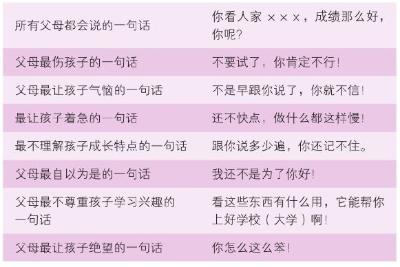 所有父母都会说的一句话
你看人家 ×××，成绩那么好，
你呢？
父母最伤孩子的一句话
不要试了，你肯定不行！
父母最让孩子气恼的一句话
不是早跟你说了，你就不信！
最让孩子着急的一句话
还不快点，做什么都这样慢！
最不理解孩子成长特点的一句话
跟你说多少遍，你还记不住。
父母最自以为是的一句话
我还不是为了你好！
父母最不尊重孩子学习兴趣的
一句话
看这些东西有什么用，它能帮你
上好学校（大学）啊！
父母最让孩子绝望的一句话
你怎么这么笨！